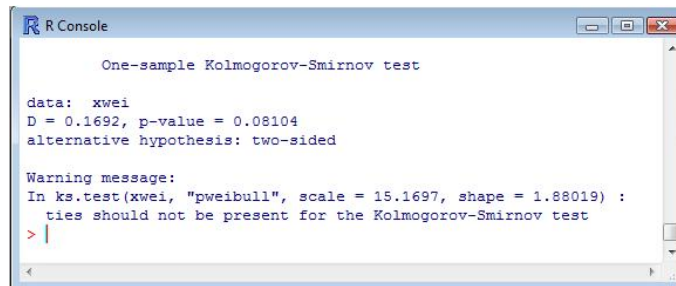 R Console
One-sample Kolmogorov-Smirnov test
data:  xwei
D = 0.1692, p-value = 0.08104
alternative hypothesis: two-sided
Warning message:
In ks.test(xwei, "pweibull", scale = 15.1697, shape = 1.88019) :
  ties should not be present for the Kolmogorov-Smirnov test
>